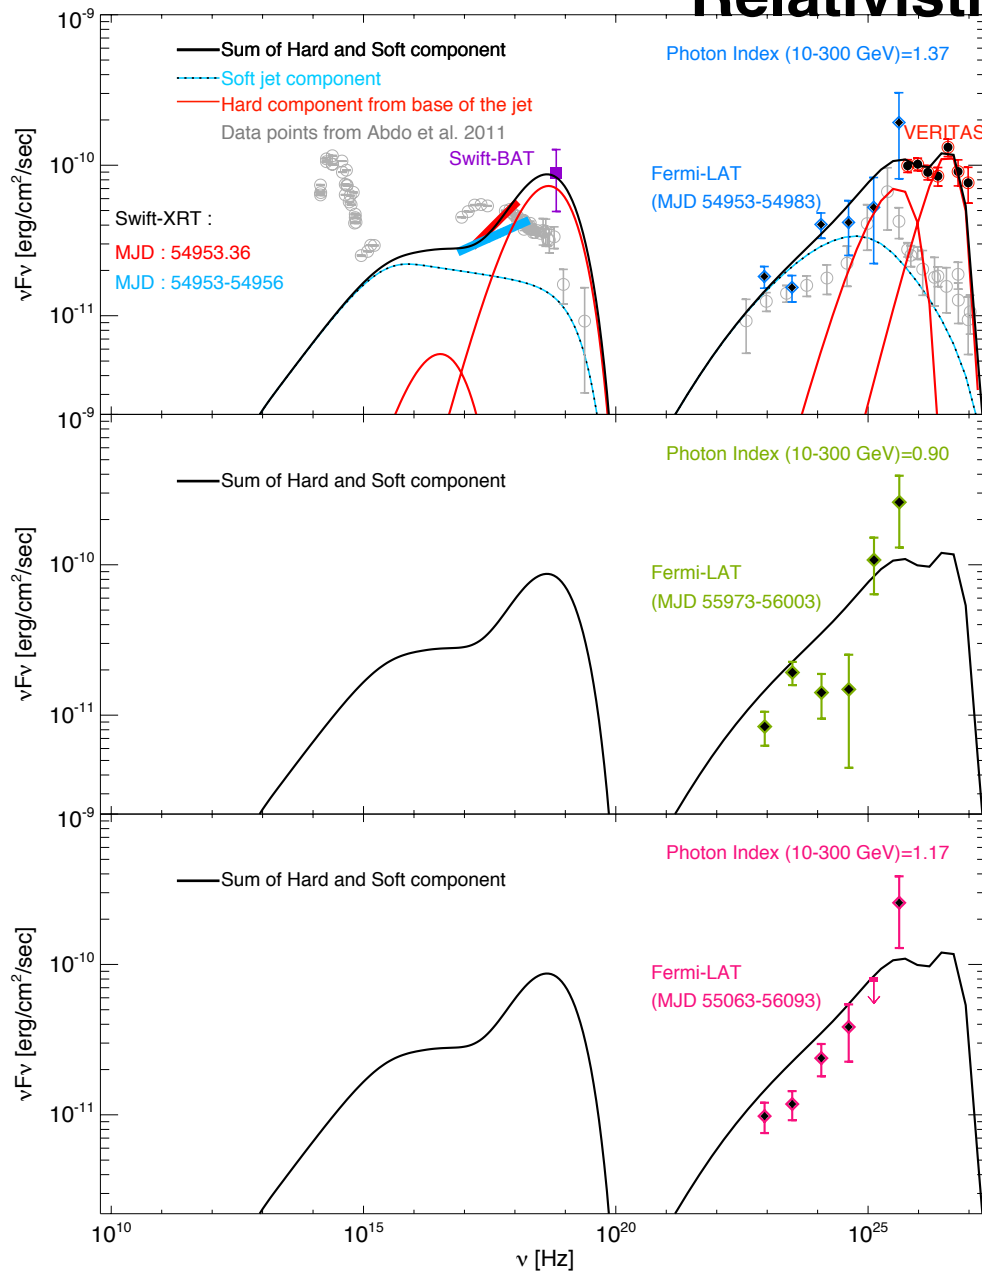 Relativisti
10⁻⁹
Sum of Hard and Soft component
Soft jet component
Hard component from base of the jet
Data points from Abdo et al. 2011
Photon Index (10-300 GeV)=1.37
VERITAS
Swift-BAT
10⁻¹⁰
Fermi-LAT
(MJD 54953-54983)
Swift-XRT :
MJD : 54953.36
MJD : 54953-54956
νFν [erg/cm²/sec]
10⁻¹¹
10⁻⁹
Photon Index (10-300 GeV)=0.90
Sum of Hard and Soft component
10⁻¹⁰
Fermi-LAT
(MJD 55973-56003)
νFν [erg/cm²/sec]
10⁻¹¹
10⁻⁹
Photon Index (10-300 GeV)=1.17
Sum of Hard and Soft component
10⁻¹⁰
Fermi-LAT
(MJD 55063-56093)
νFν [erg/cm²/sec]
10⁻¹¹
10¹⁰ 10¹⁵ 10²⁰ 10²⁵
ν [Hz]